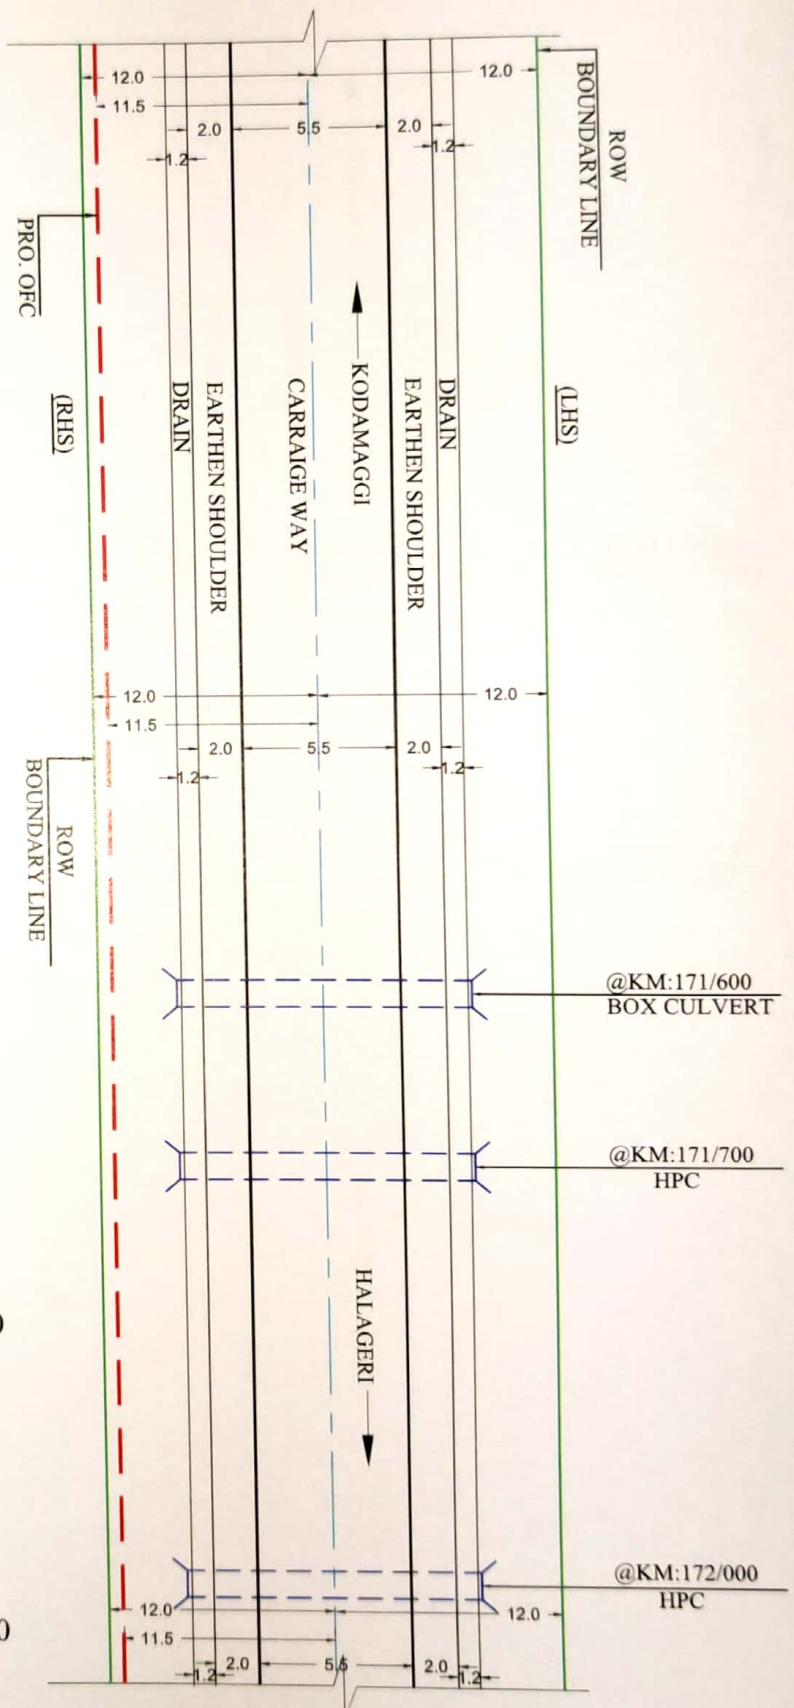 12.0
12.0
11.5
2.0
5.5
2.0
1.2
1.2
ROW
BOUNDARY LINE
PRO. OFC
(RHS)
DRAIN
EARTHEN SHOULDER
CARRAIGE WAY
KODAMAGGI
EARTHEN SHOULDER
DRAIN
(LHS)
12.0
12.0
11.5
2.0
5.5
2.0
1.2
1.2
ROW
BOUNDARY LINE
@KM:171/600
BOX CULVERT
@KM:171/700
HPC
HALAGERI
@KM:172/000
HPC
12.0
12.0
11.5
2.0
5.5
2.0
1.2
1.2